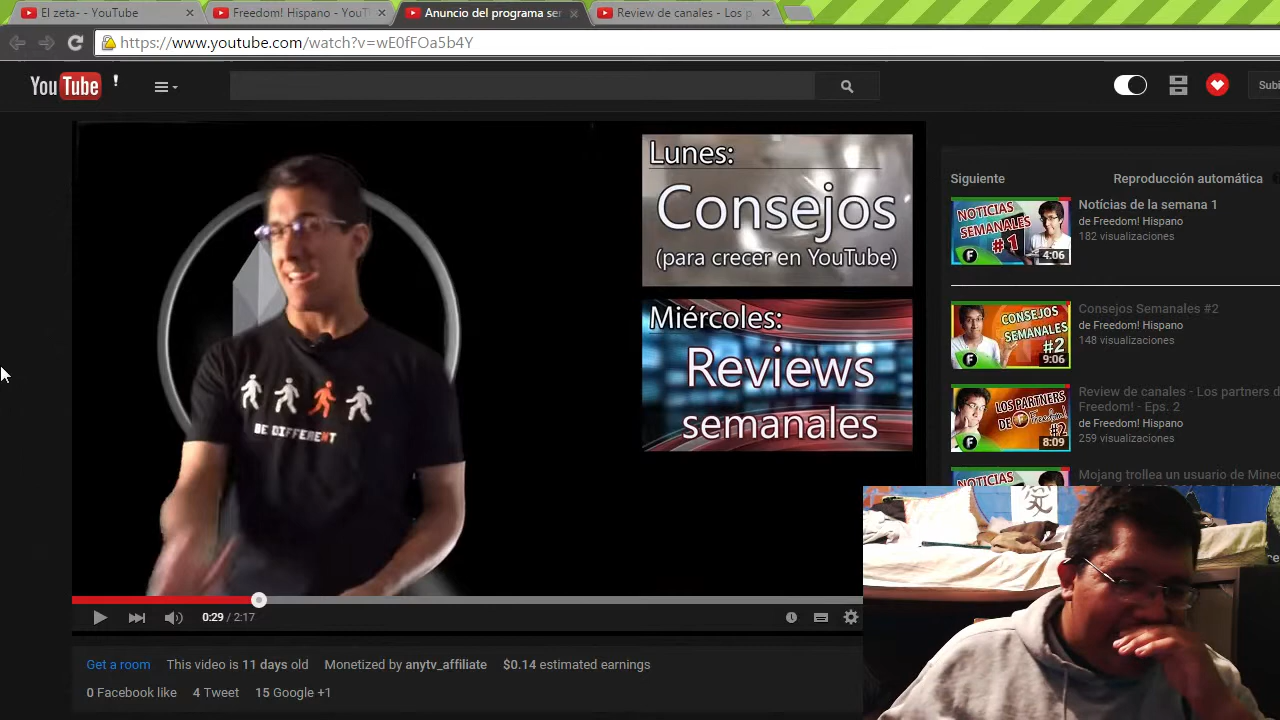 El zeta- - YouTube
Freedom! Hispano - YouT
Anuncio del programa ser
Review de canales - Los p
https://www.youtube.com/watch?v=wE0fFOa5b4Y
YouTube
Subi
Lunes:
Consejos
(para crecer en YouTube)
Miércoles:
Reviews
semanales
BE DIFFERENT
0:29 / 2:17
Siguiente
Reproducción automática
NOTICIAS
SEMANALES
#1
4:06
Notícias de la semana 1
de Freedom! Hispano
182 visualizaciones
CONSEJOS
SEMANALES
#2
9:06
Consejos Semanales #2
de Freedom! Hispano
148 visualizaciones
LOS PARTNERS
DE Freedom!
#2
8:09
Review de canales - Los partners d
Freedom! - Eps. 2
de Freedom! Hispano
259 visualizaciones
NOTICIAS
Mojang trollea un usuario de Mine
Get a room
This video is 11 days old
Monetized by anytv_affiliate
$0.14 estimated earnings
0 Facebook like
4 Tweet
15 Google +1